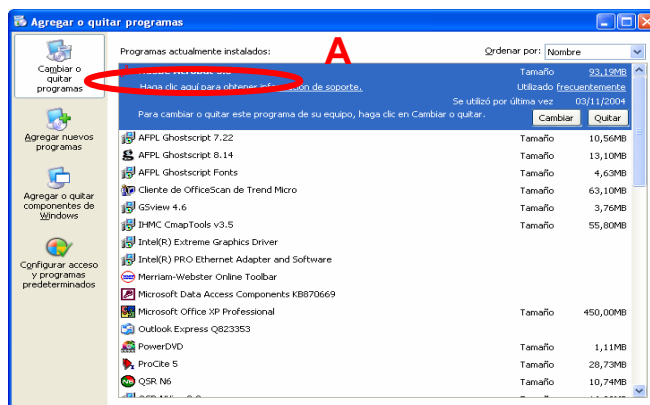 Agregar o quitar programas
Cambiar o
quitar
programas
Agregar nuevos
programas
Agregar o quitar
componentes de
Windows
Configurar acceso
y programas
predeterminados
Programas actualmente instalados:
A
Ordenar por: Nombre
Tamaño 93,19MB
Haga clic aquí para obtener información de soporte.
Utilizado frecuentemente
Se utilizó por última vez 03/11/2004
Para cambiar o quitar este programa de su equipo, haga clic en Cambiar o quitar.
Cambiar Quitar
AFPL Ghostscript 7.22 Tamaño 10,56MB
AFPL Ghostscript 8.14 Tamaño 13,10MB
AFPL Ghostscript Fonts Tamaño 4,63MB
Cliente de OfficeScan de Trend Micro Tamaño 63,10MB
GSview 4.6 Tamaño 3,76MB
IHMC CmapTools v3.5 Tamaño 55,80MB
Intel(R) Extreme Graphics Driver
Intel(R) PRO Ethernet Adapter and Software
Merriam-Webster Online Toolbar
Microsoft Data Access Components KB870669
Microsoft Office XP Professional Tamaño 450,00MB
Outlook Express Q823353
PowerDVD Tamaño 1,11MB
ProCite 5 Tamaño 28,73MB
QSR N6 Tamaño 10,74MB